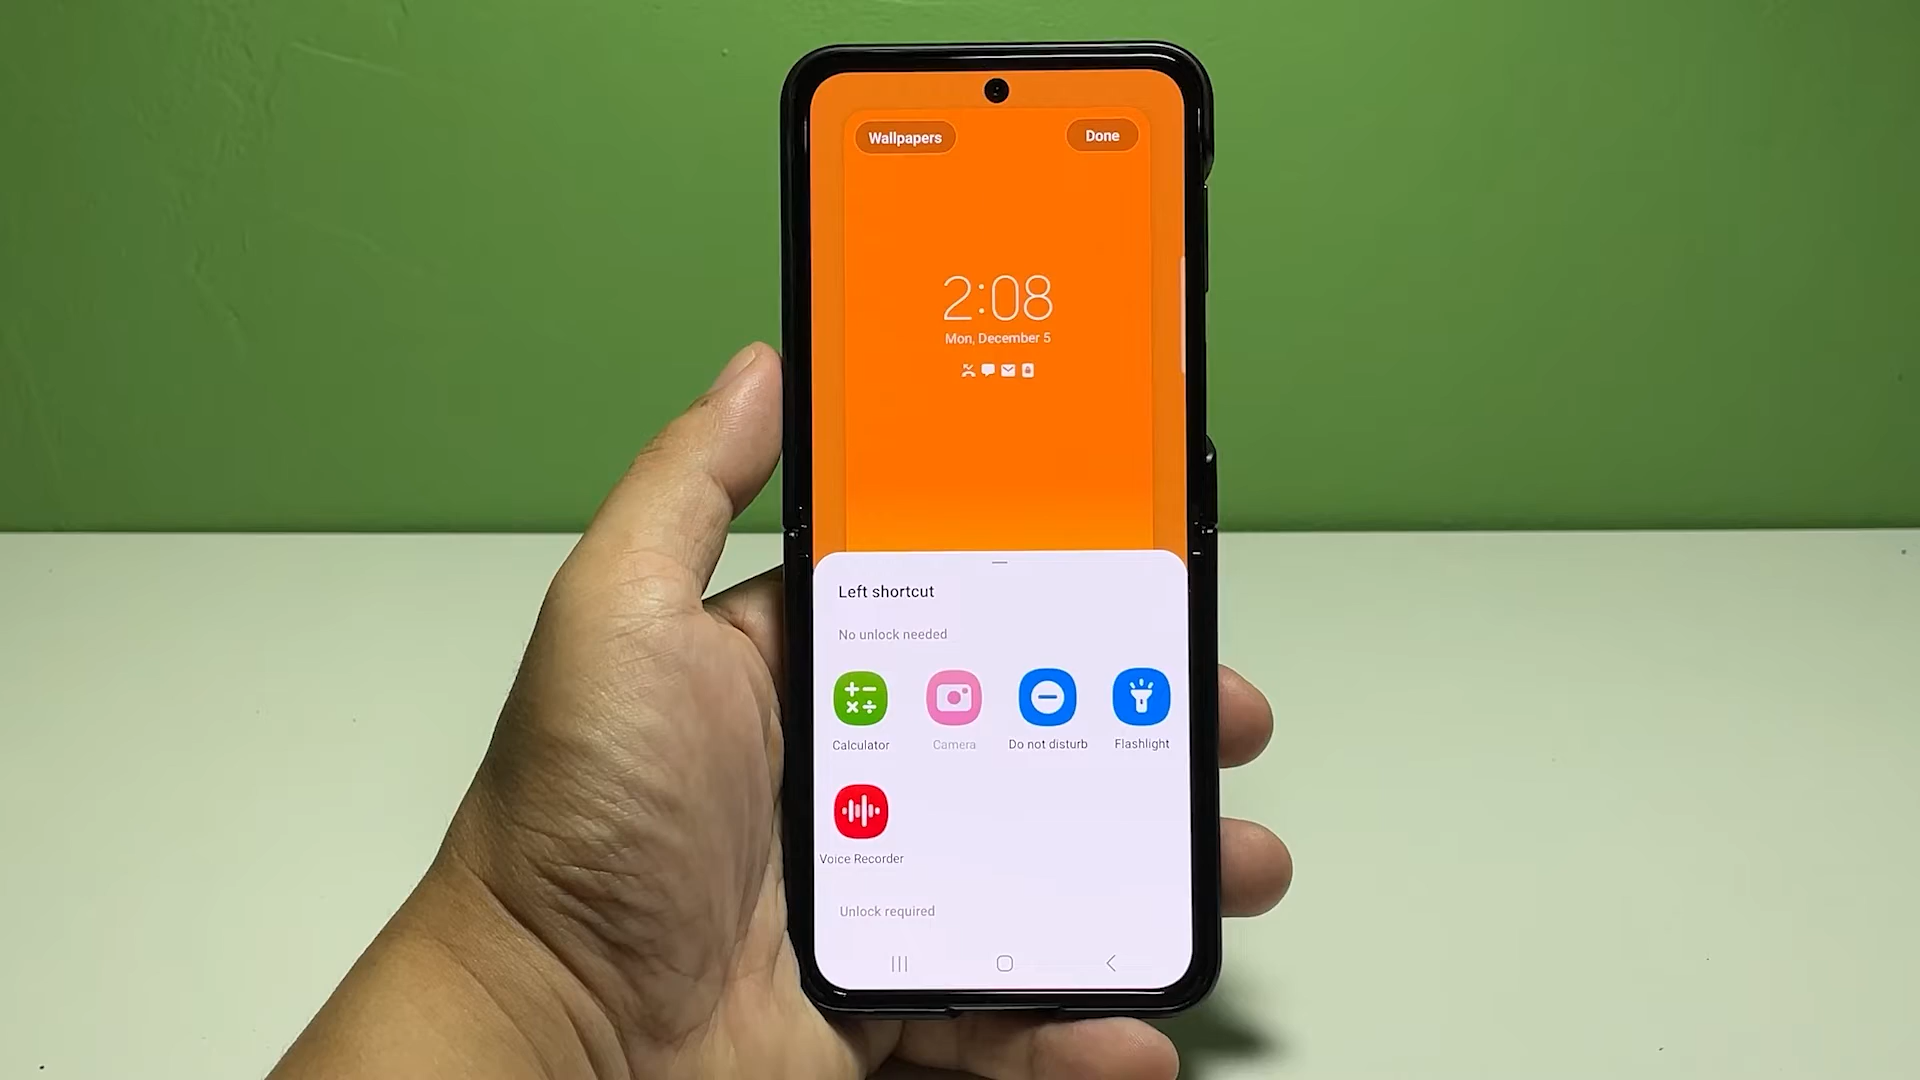 Wallpapers
Done
2:08
Mon, December 5
Left shortcut
No unlock needed
Calculator
Camera
Do not disturb
Flashlight
Voice Recorder
Unlock required